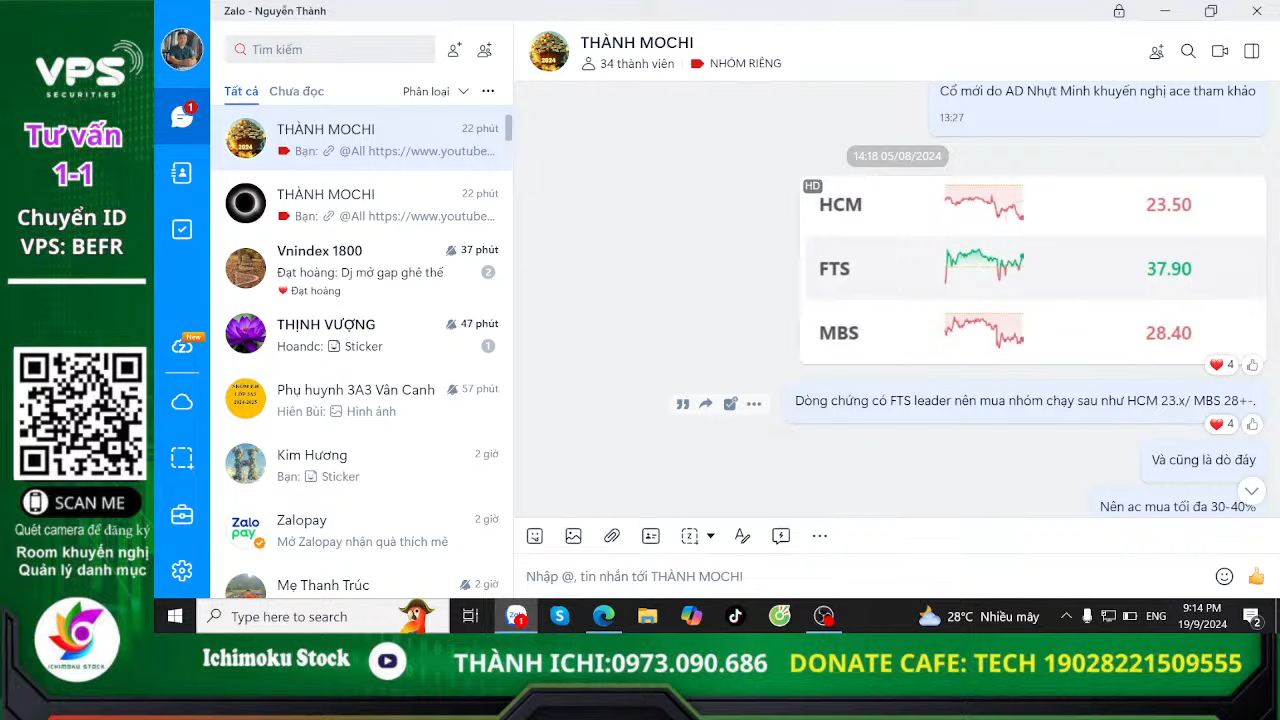 VPS
SECURITIES
Tư vấn
1-1
Chuyển ID
VPS: BEFR
SCAN ME
Quét camera để đăng ký
Room khuyến nghị
Quản lý danh mục
ICHIMOKU STOCK
Zalo - Nguyễn Thành
1
New
Tìm kiếm
Tất cả
Chưa đọc
Phân loại
2024
THÀNH MOCHI
22 phút
Bạn: @All https://www.youtube...
THÀNH MOCHI
22 phút
Bạn: @All https://www.youtube...
Vnindex 1800
37 phút
Đạt hoàng: Dj mở gap ghê thế
2
Đạt hoàng
THỊNH VƯỢNG
47 phút
Hoandc: Sticker
1
Phụ huynh 3A3 Vân Canh
57 phút
Hiên Bùi: Hình ảnh
Kim Hương
2 giờ
Bạn: Sticker
Zalo
pay
Zalopay
2 giờ
Mở Zalopay nhận quà thích mê
Mẹ Thanh Trúc
2 giờ
2024
THÀNH MOCHI
34 thành viên
NHÓM RIÊNG
Cổ mới do AD Nhựt Minh khuyến nghị ace tham khảo
13:27
14:18 05/08/2024
HD
HCM 23.50
FTS 37.90
MBS 28.40
4
Dòng chứng có FTS leader nên mua nhóm chạy sau như HCM 23.x/ MBS 28+-.
4
Và cũng là dò đáy
Nên ac mua tối đa 30-40%
Nhập @, tin nhắn tới THÀNH MOCHI
Type here to search
1
28°C Nhiều mây
ENG
9:14 PM
19/9/2024
2
Ichimoku Stock
THÀNH ICHI:0973.090.686
DONATE CAFE: TECH 19028221509555